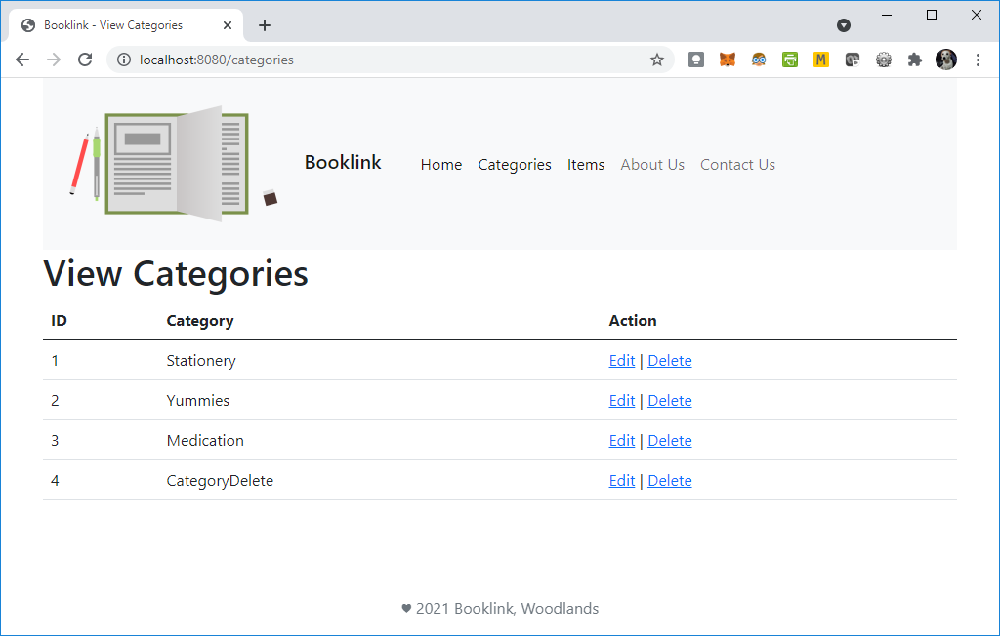 Booklink - View Categories
localhost:8080/categories
M
Booklink Home Categories Items About Us Contact Us
View Categories
ID Category Action
1 Stationery Edit | Delete
2 Yummies Edit | Delete
3 Medication Edit | Delete
4 CategoryDelete Edit | Delete
♥ 2021 Booklink, Woodlands